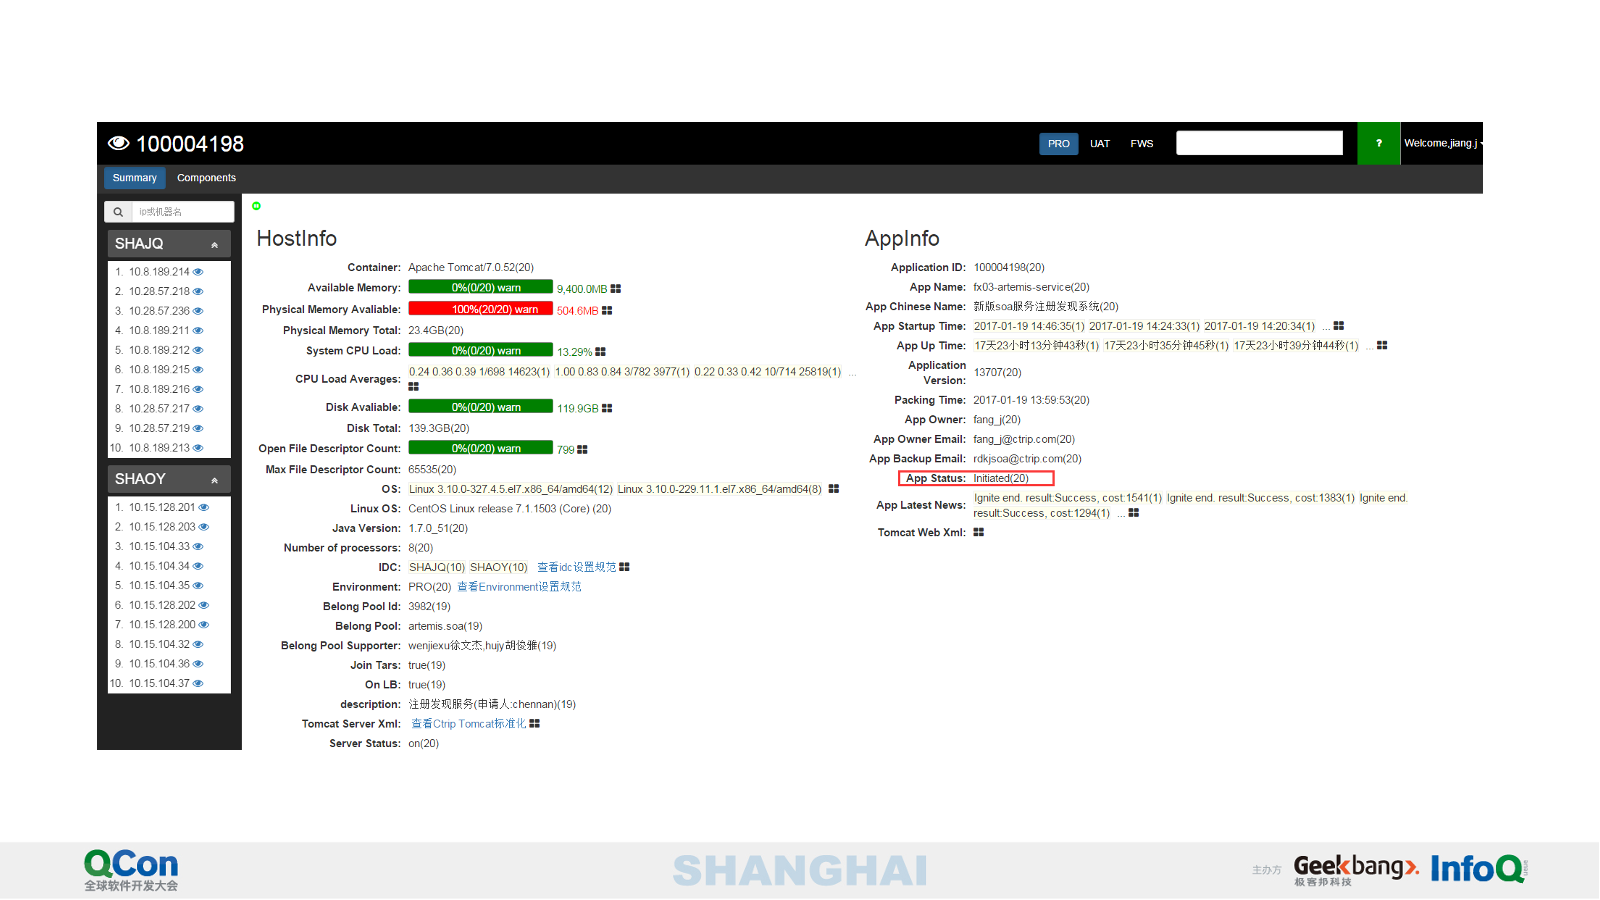 100004198
PRO UAT FWS ? Welcome,jiang.j
Summary Components
ip或机器名
SHAJQ
1. 10.8.189.214
2. 10.28.57.218
3. 10.28.57.236
4. 10.8.189.211
5. 10.8.189.212
6. 10.8.189.215
7. 10.8.189.216
8. 10.28.57.217
9. 10.28.57.219
10. 10.8.189.213
SHAOY
1. 10.15.128.201
2. 10.15.128.203
3. 10.15.104.33
4. 10.15.104.34
5. 10.15.104.35
6. 10.15.128.202
7. 10.15.128.200
8. 10.15.104.32
9. 10.15.104.36
10. 10.15.104.37
HostInfo
Container: Apache Tomcat/7.0.52(20)
Available Memory: 0%(0/20) warn 9,400.0MB
Physical Memory Avaliable: 100%(20/20) warn 504.6MB
Physical Memory Total: 23.4GB(20)
System CPU Load: 0%(0/20) warn 13.29%
CPU Load Averages: 0.24 0.36 0.39 1/698 14623(1) 1.00 0.83 0.84 3/782 3977(1) 0.22 0.33 0.42 10/714 25819(1) ...
Disk Avaliable: 0%(0/20) warn 119.9GB
Disk Total: 139.3GB(20)
Open File Descriptor Count: 0%(0/20) warn 799
Max File Descriptor Count: 65535(20)
OS: Linux 3.10.0-327.4.5.el7.x86_64/amd64(12) Linux 3.10.0-229.11.1.el7.x86_64/amd64(8)
Linux OS: CentOS Linux release 7.1.1503 (Core) (20)
Java Version: 1.7.0_51(20)
Number of processors: 8(20)
IDC: SHAJQ(10) SHAOY(10) 查看idc设置规范
Environment: PRO(20) 查看Environment设置规范
Belong Pool Id: 3982(19)
Belong Pool: artemis.soa(19)
Belong Pool Supporter: wenjiexu徐文杰,hujy胡俊雅(19)
Join Tars: true(19)
On LB: true(19)
description: 注册发现服务(申请人:chennan)(19)
Tomcat Server Xml: 查看Ctrip Tomcat标准化
Server Status: on(20)
AppInfo
Application ID: 100004198(20)
App Name: fx03-artemis-service(20)
App Chinese Name: 新版soa服务注册发现系统(20)
App Startup Time: 2017-01-19 14:46:35(1) 2017-01-19 14:24:33(1) 2017-01-19 14:20:34(1) ...
App Up Time: 17天23小时13分钟43秒(1) 17天23小时35分钟45秒(1) 17天23小时39分钟44秒(1) ...
Application
Version: 13707(20)
Packing Time: 2017-01-19 13:59:53(20)
App Owner: fang_j(20)
App Owner Email: fang_j@ctrip.com(20)
App Backup Email: rdkjsoa@ctrip.com(20)
App Status: Initiated(20)
App Latest News: Ignite end. result:Success, cost:1541(1) Ignite end. result:Success, cost:1383(1) Ignite end.
result:Success, cost:1294(1) ...
Tomcat Web Xml:
QCon
全球软件开发大会
SHANGHAI
主办方
Geekbang>.
极客邦科技
InfoQ